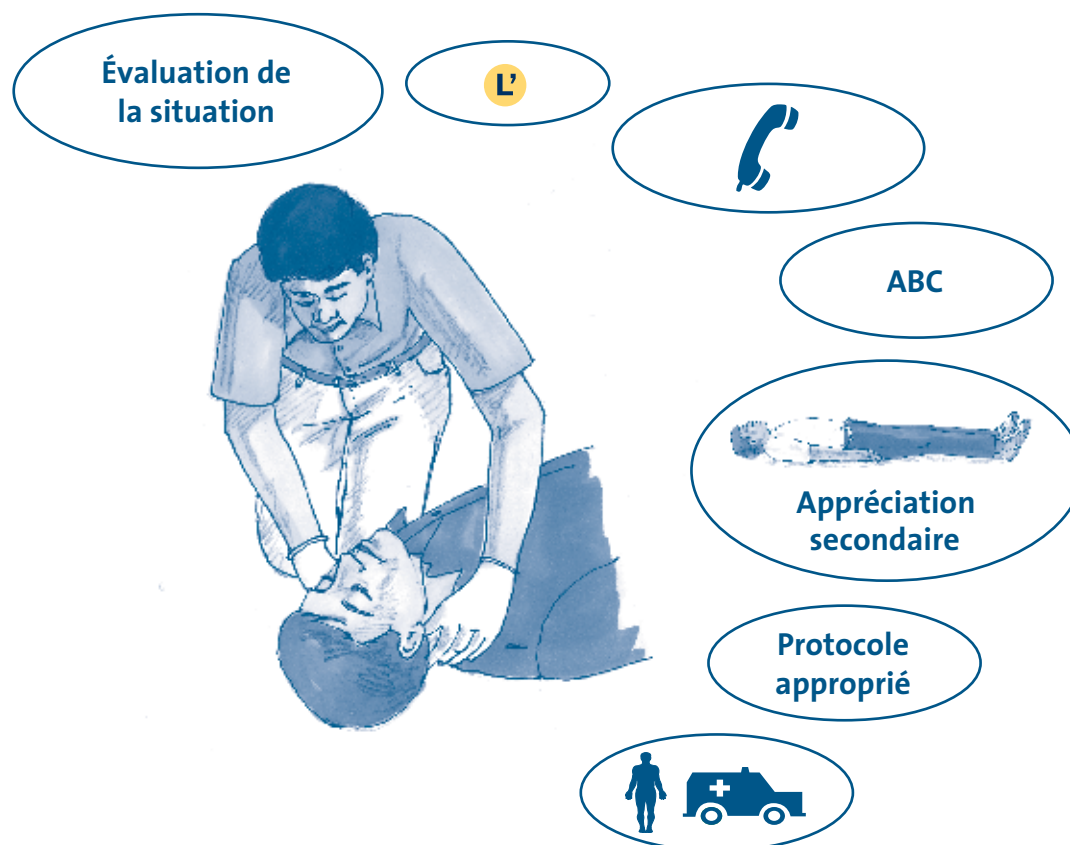 Évaluation de
la situation
L’
ABC
Appréciation
secondaire
Protocole
approprié